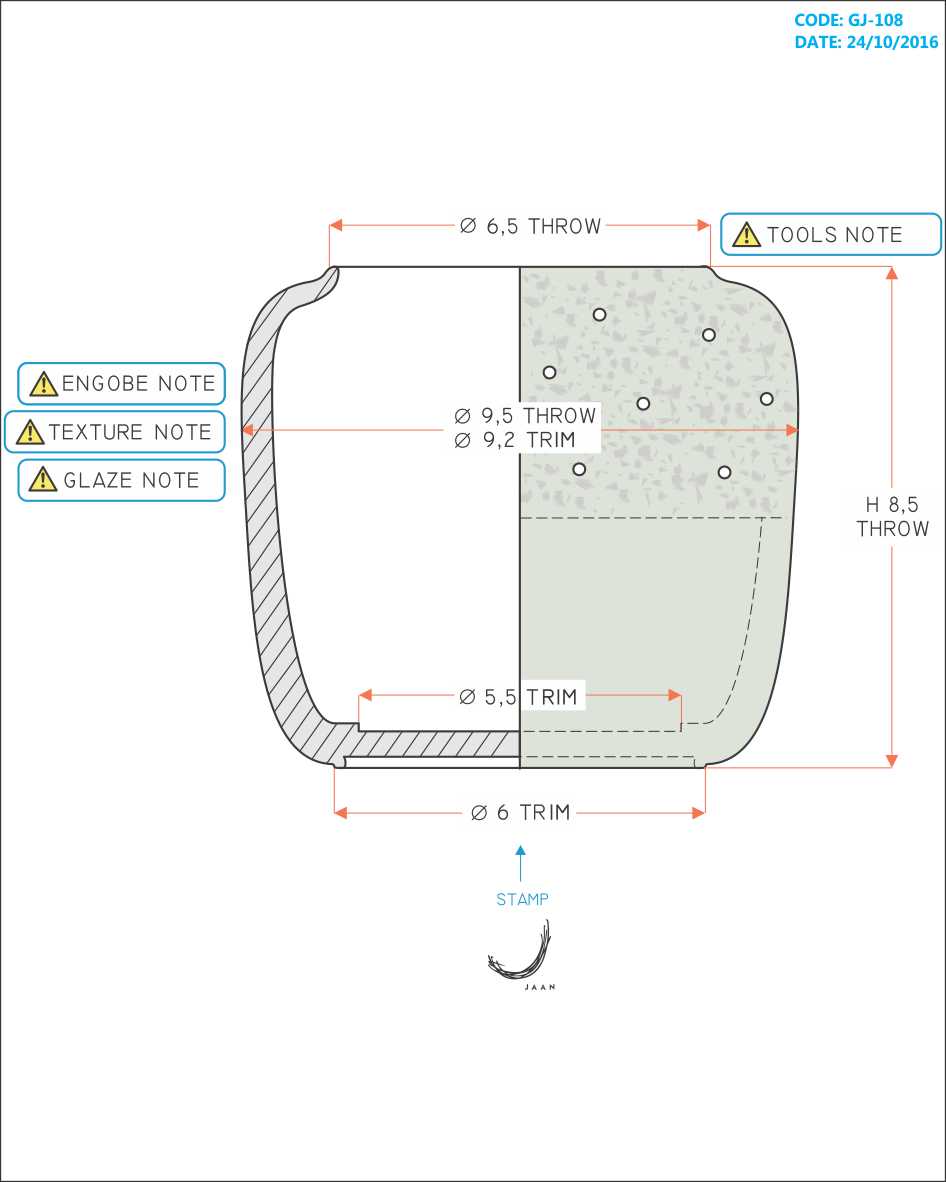 CODE: GJ-108
DATE: 24/10/2016
Ø 6,5 THROW
TOOLS NOTE
ENGOBE NOTE
TEXTURE NOTE
GLAZE NOTE
Ø 9,5 THROW
Ø 9,2 TRIM
H 8,5
THROW
Ø 5,5 TRIM
Ø 6 TRIM
STAMP
JAAN